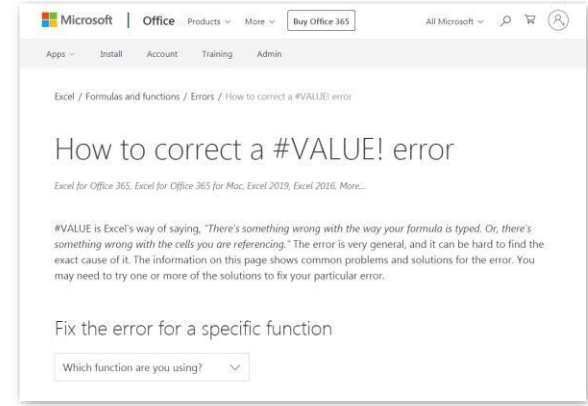 Microsoft Office Products More Buy Office 365 All Microsoft
Apps Install Account Training Admin
Excel / Formulas and functions / Errors / How to correct a #VALUE! error
How to correct a #VALUE! error
Excel for Office 365, Excel for Office 365 for Mac, Excel 2019, Excel 2016, More...
#VALUE is Excel's way of saying, "There's something wrong with the way your formula is typed. Or, there's
something wrong with the cells you are referencing." The error is very general, and it can be hard to find the
exact cause of it. The information on this page shows common problems and solutions for the error. You
may need to try one or more of the solutions to fix your particular error.
Fix the error for a specific function
Which function are you using?